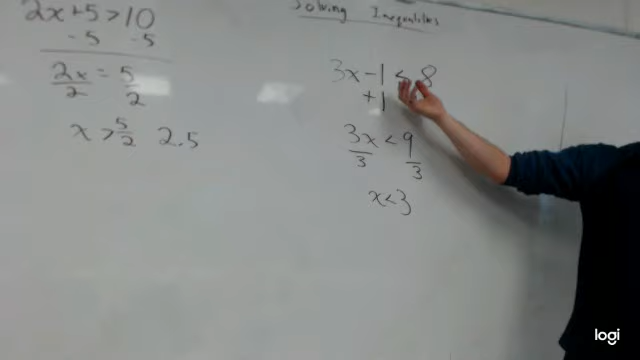 Solving Inequalities
2x+5>10
-5 -5
2x/2 = 5/2
x > 5/2 2.5
3x-1 < 8
+1
3x/3 < 9/3
x<3
logi